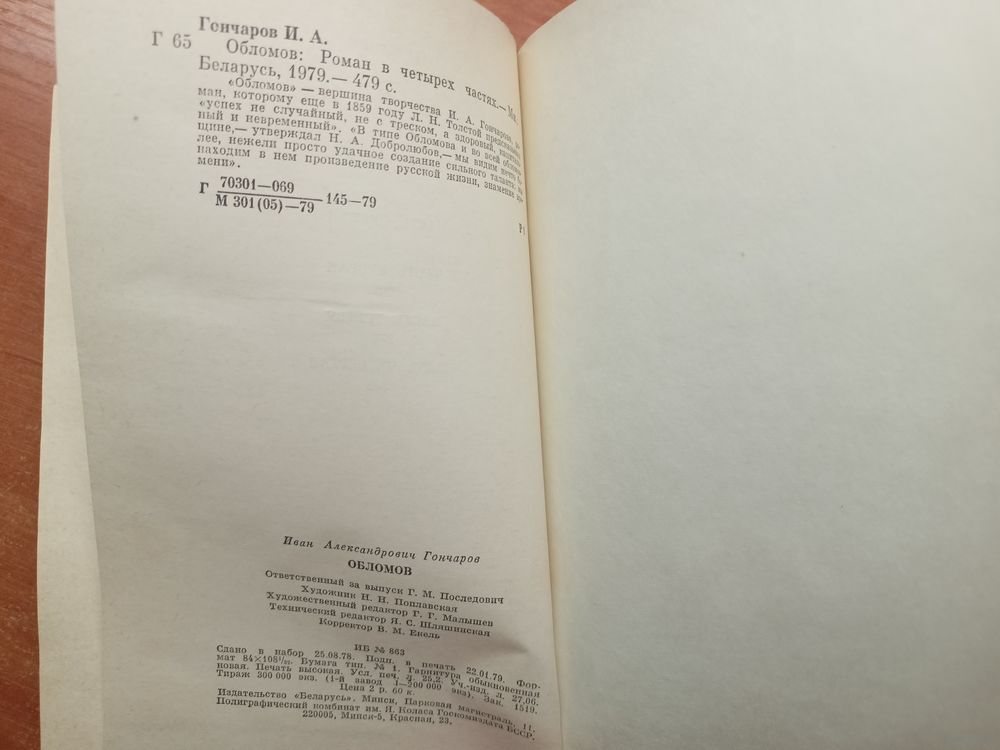 Гончаров И. А.
Г 65
Обломов: Роман в четырех частях.— Мн.:
Беларусь, 1979.— 479 с.
«Обломов» — вершина творчества И. А. Гончарова,
ман, которому еще в 1859 году Л. Н. Толстой
«успех не случайный, не с треском, а здоровый,
ный и невременный». «В типе Обломова и во всей
щине,— утверждал Н. А. Добролюбов,— мы видим нечто
лее, нежели просто удачное создание сильного таланта:
находим в нем произведение русской жизни, знамение
мени».
Г 70301—069
М 301(05)—79
145—79
Иван Александрович Гончаров
ОБЛОМОВ
Ответственный за выпуск Г. М. Последович
Художник Н. Н. Поплавская
Художественный редактор Г. Г. Малышев
Технический редактор Я. С. Шляшинская
Корректор В. М. Екель
ИБ № 863
Сдано в набор 25.08.78. Подп. в печать 22.01.79. Фор-
мат 84×108¹/₃₂. Бумага тип. № 1. Гарнитура обыкновенная
новая. Печать высокая. Усл. печ. л. 25,2. Уч.-изд. л. 27,06.
Тираж 300 000 экз. (1-й завод 1—200 000 экз). Зак. 1519.
Цена 2 р. 60 к.
Издательство «Беларусь». Минск, Парковая магистраль, 11.
Полиграфический комбинат им. Я. Коласа Госкомиздата БССР.
220005, Минск-5, Красная, 23.